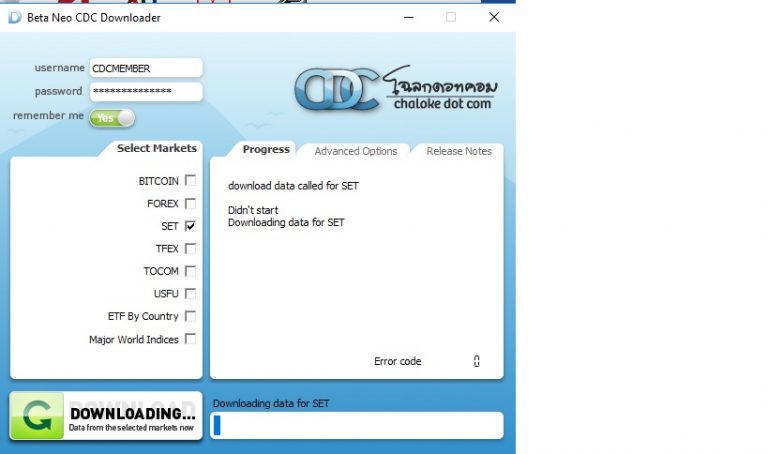 Beta Neo CDC Downloader
username CDCMEMBER
password **************
remember me Yes
CDC โฉลกดอทคอม
chaloke dot com
Select Markets
BITCOIN
FOREX
SET
TFEX
TOCOM
USFU
ETF By Country
Major World Indices
Progress Advanced Options Release Notes
download data called for SET
Didn't start
Downloading data for SET
Error code 0
DOWNLOADING...
Data from the selected markets now
Downloading data for SET